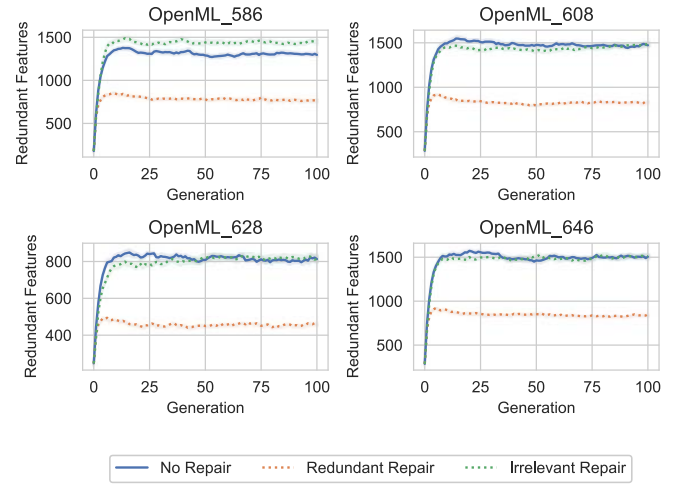 OpenML_586
OpenML_608
Redundant Features
1500
1000
500
0
25
50
75
100
Generation
Redundant Features
1500
1000
500
0
25
50
75
100
Generation
OpenML_628
OpenML_646
Redundant Features
800
600
400
0
25
50
75
100
Generation
Redundant Features
1500
1000
500
0
25
50
75
100
Generation
No Repair
Redundant Repair
Irrelevant Repair